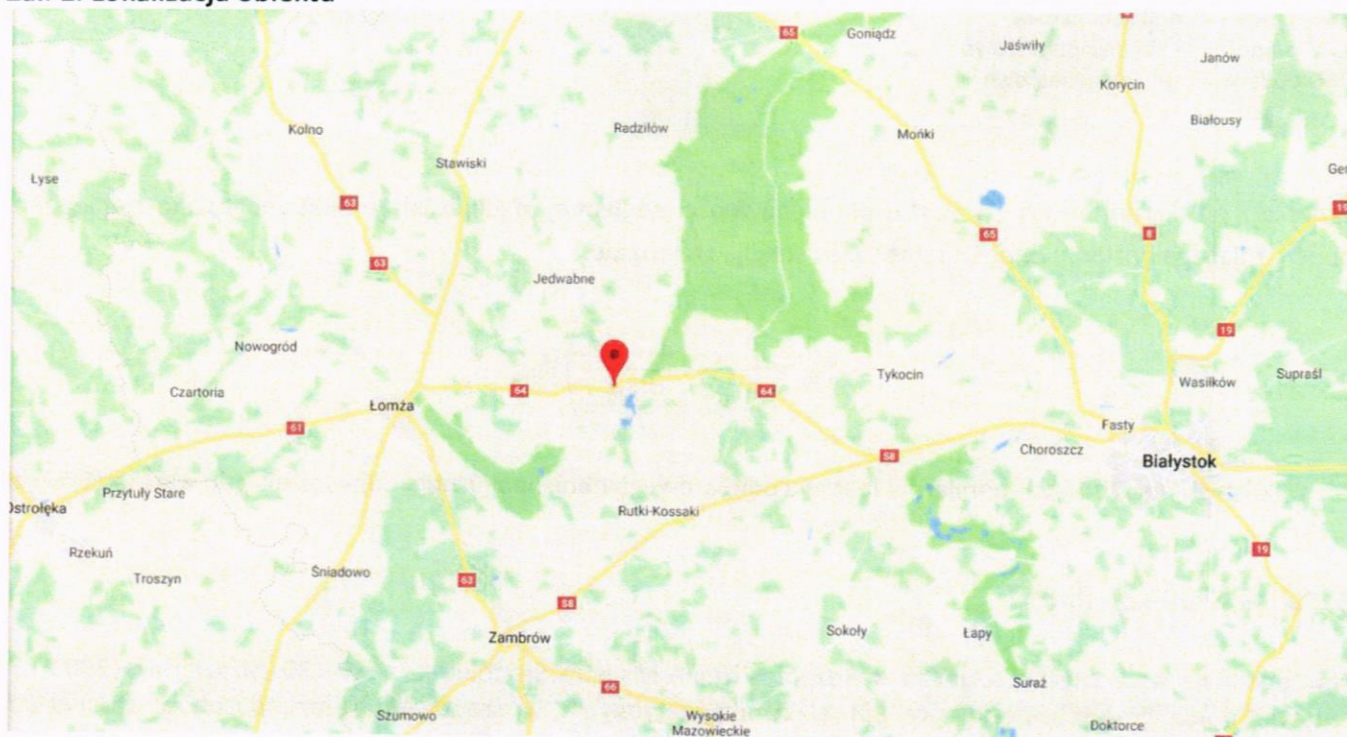 Goniądz
65
Jaświły
Janów
Korycin
Kolno
Radziłów
Mońki
Białousy
Stawiski
Łyse
63
19
65
8
63
Jedwabne
19
Nowogród
Tykocin
Supraśl
Wasilków
Czartoria
64
64
Łomża
61
Fasty
Choroszcz
S8
Białystok
Przytuły Stare
Rutki-Kossaki
Rzekuń
19
Troszyn
Śniadowo
63
S8
Zambrów
Sokoły
Łapy
Suraż
66
Szumowo
Wysokie
Mazowieckie
Doktorce